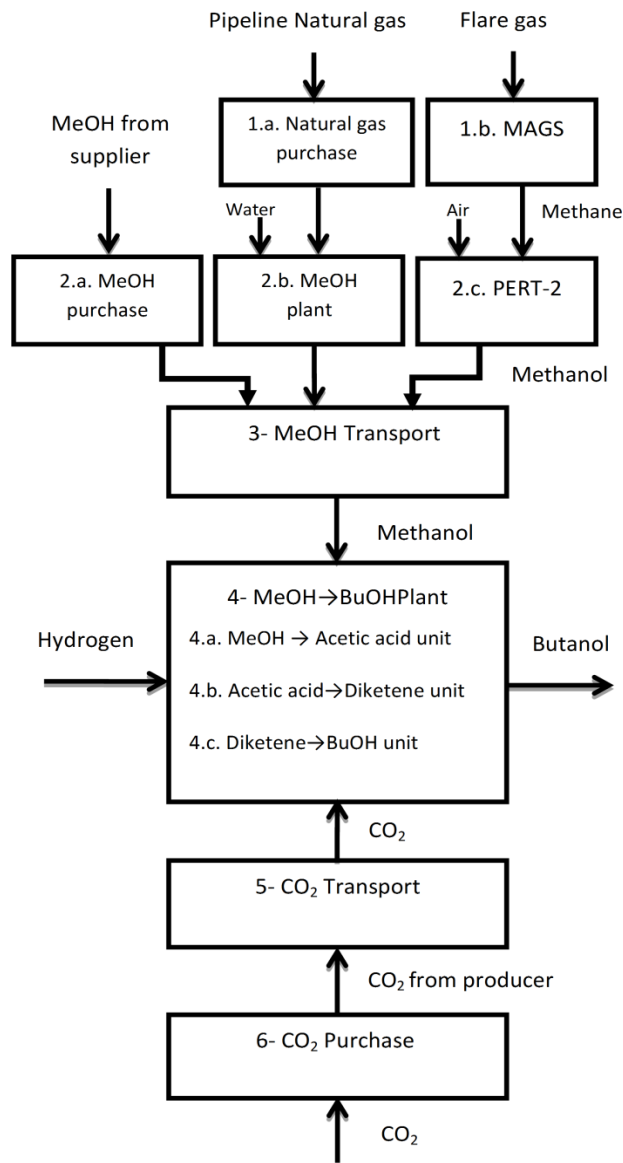 Pipeline Natural gas
Flare gas
MeOH from
supplier
1.a. Natural gas
purchase
1.b. MAGS
Water
Air
Methane
2.a. MeOH
purchase
2.b. MeOH
plant
2.c. PERT-2
Methanol
3- MeOH Transport
Methanol
4- MeOH→BuOHPlant
Hydrogen
4.a. MeOH → Acetic acid unit
Butanol
4.b. Acetic acid→Diketene unit
4.c. Diketene→BuOH unit
CO₂
5- CO₂ Transport
CO₂ from producer
6- CO₂ Purchase
CO₂